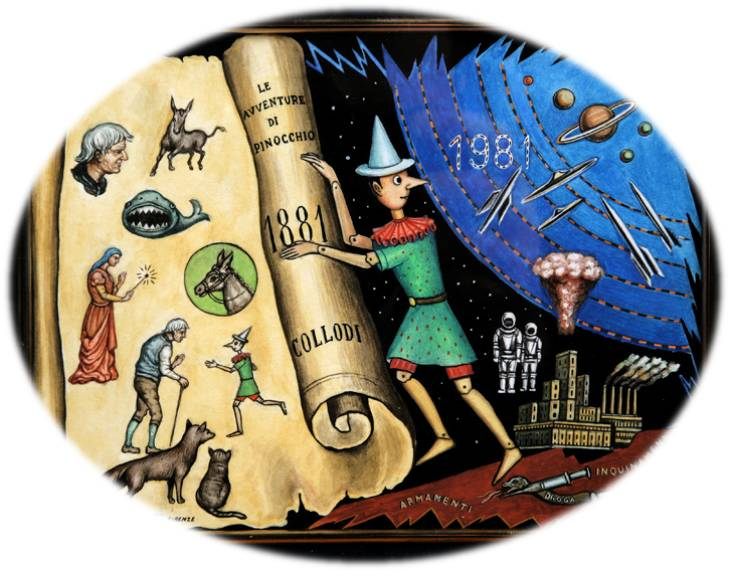 LE
AVVENTURE
DI
PINOCCHIO
1881
COLLODI
1981
ARMAMENTI
DROGA